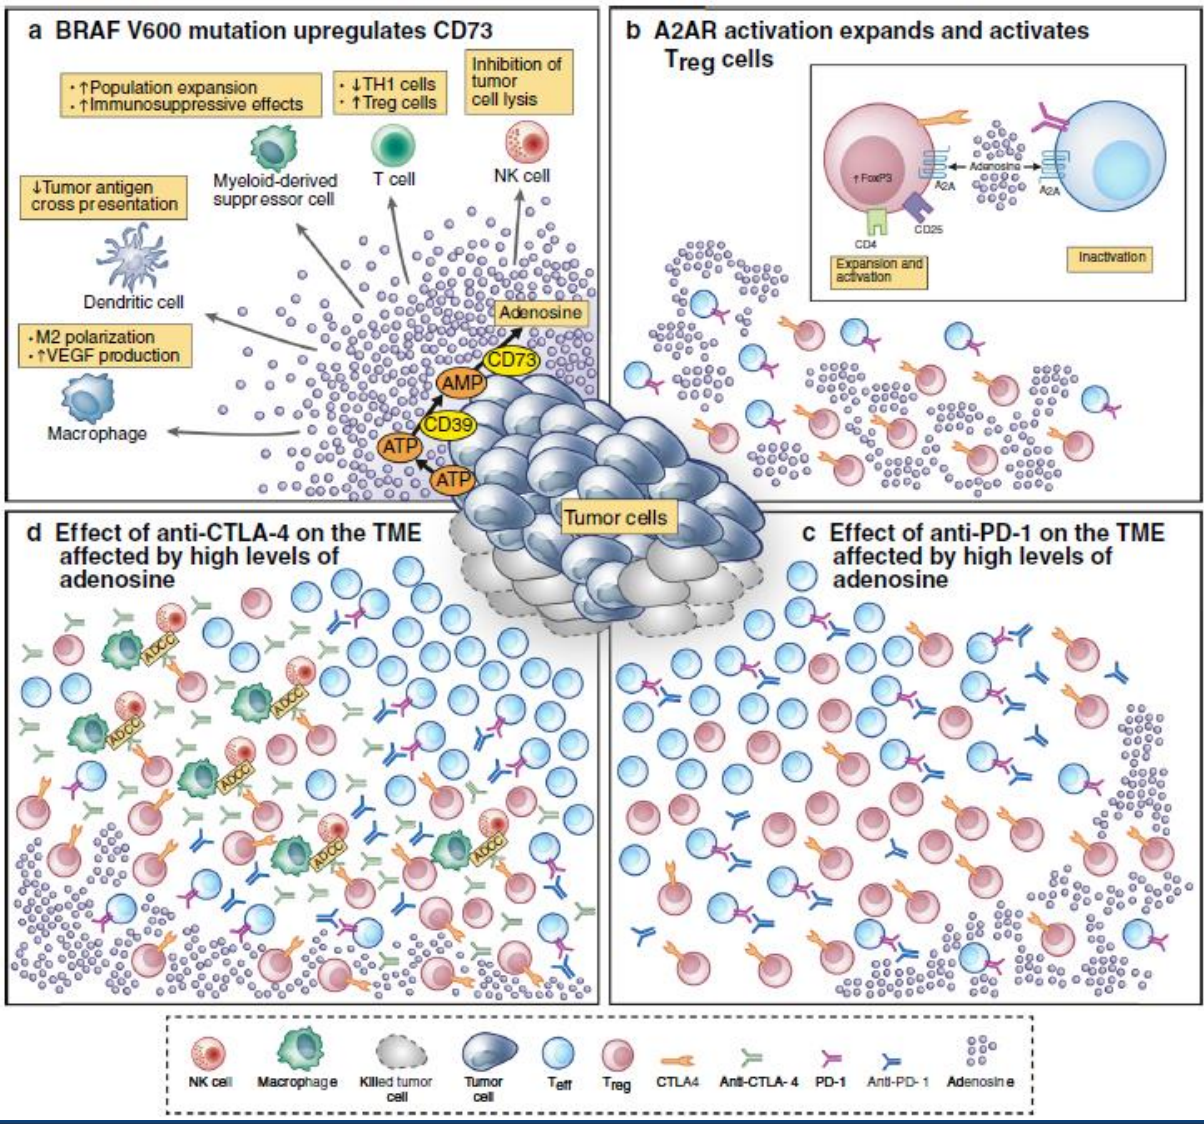 a BRAF V600 mutation upregulates CD73
· ↑Population expansion
· ↑Immunosuppressive effects
· ↓TH1 cells
· ↑Treg cells
Inhibition of
tumor
cell lysis
Myeloid-derived
suppressor cell
T cell
NK cell
↓Tumor antigen
cross presentation
Dendritic cell
· M2 polarization
· ↑VEGF production
Macrophage
Adenosine
CD73
AMP
CD39
ATP
ATP
Tumor cells
b A2AR activation expands and activates
Treg cells
↑FoxP3
A2A
Adenosine
A2A
CD4
CD25
Expansion and
activation
Inactivation
d Effect of anti-CTLA-4 on the TME
affected by high levels of
adenosine
ADCC
ADCC
ADCC
ADCC
ADCC
ADCC
c Effect of anti-PD-1 on the TME
affected by high levels of
adenosine
NK cell
Macrophage
Killed tumor
cell
Tumor
cell
Teff
Treg
CTLA4
Anti-CTLA-4
PD-1
Anti-PD-1
Adenosine